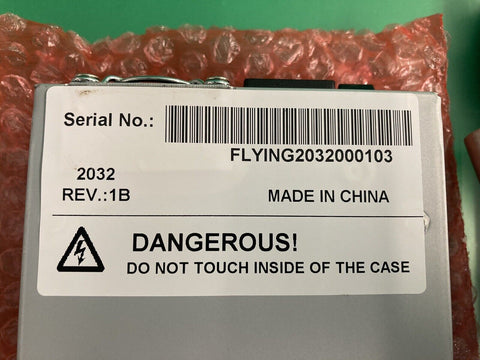 Serial No.:
FLYING2032000103
2032
REV.:1B MADE IN CHINA
DANGEROUS!
DO NOT TOUCH INSIDE OF THE CASE